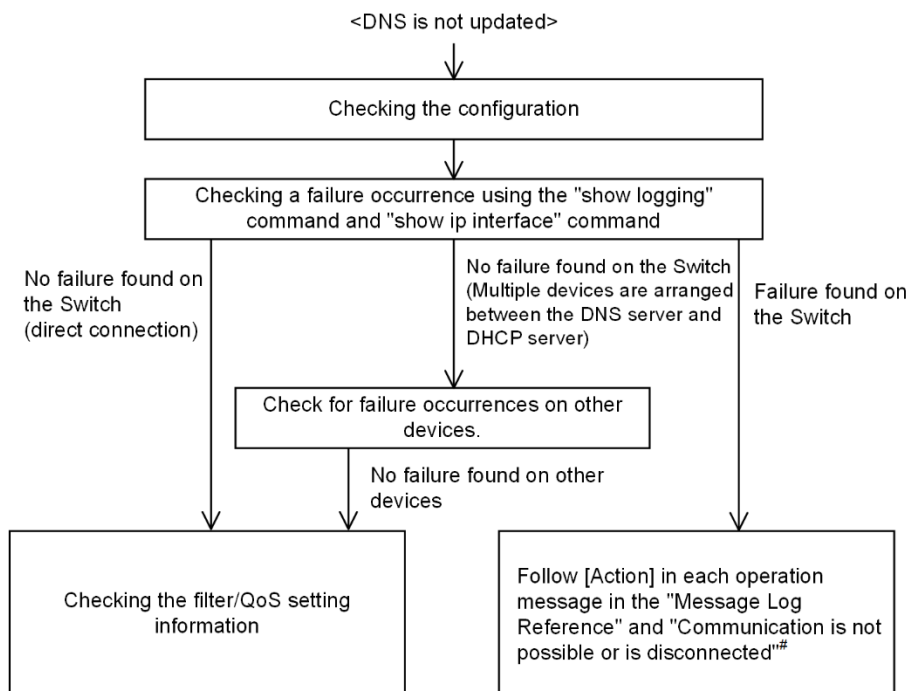 <DNS is not updated>
Checking the configuration
Checking a failure occurrence using the "show logging"
command and "show ip interface" command
No failure found on
the Switch
(direct connection)
No failure found on the Switch
(Multiple devices are arranged
between the DNS server and
DHCP server)
Failure found on
the Switch
Check for failure occurrences on other
devices.
No failure found on other
devices
Checking the filter/QoS setting
information
Follow [Action] in each operation
message in the "Message Log
Reference" and "Communication is not
possible or is disconnected"#